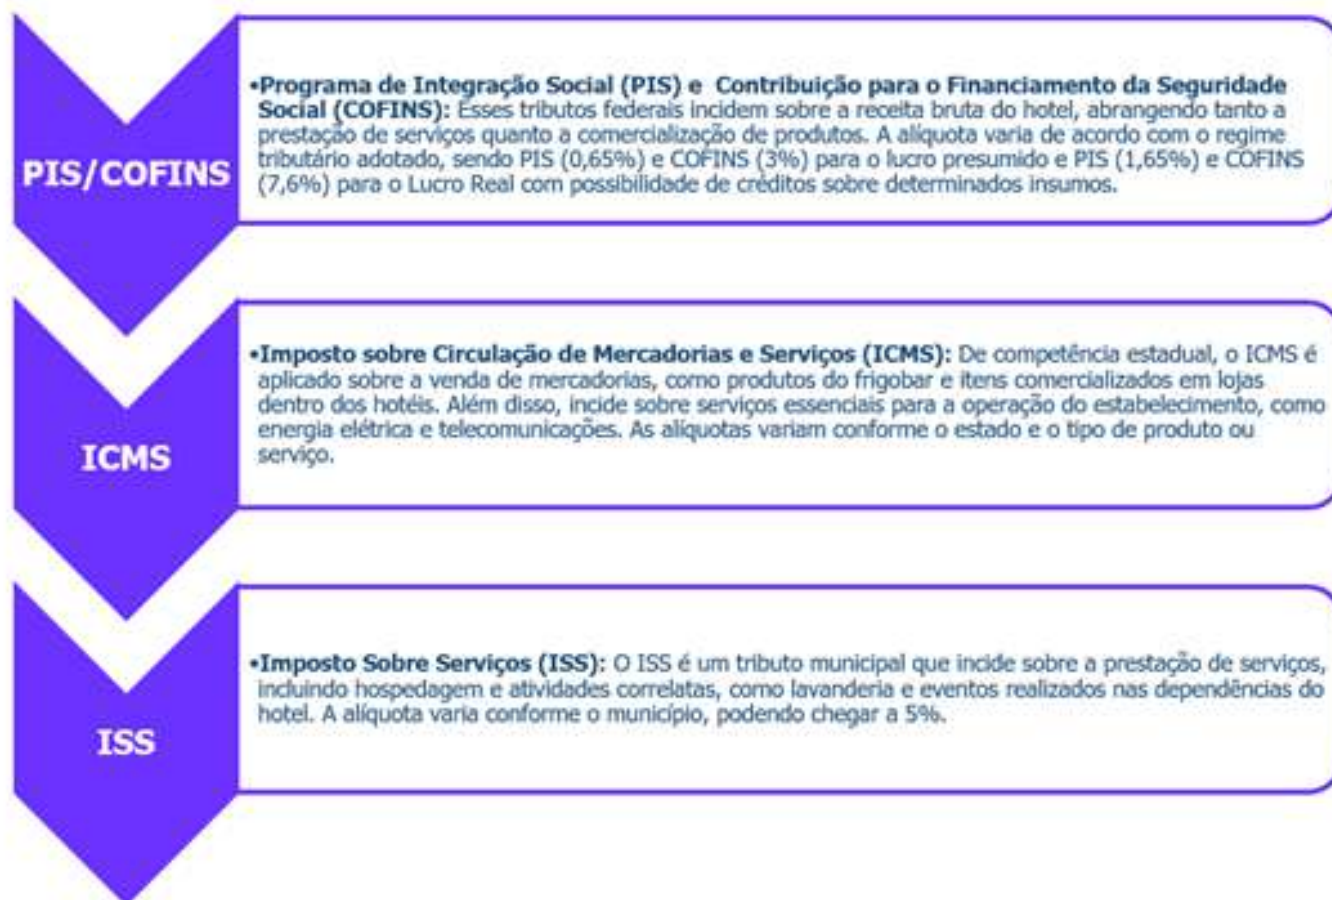 PIS/COFINS
•Programa de Integração Social (PIS) e Contribuição para o Financiamento da Seguridade
Social (COFINS): Esses tributos federais incidem sobre a receita bruta do hotel, abrangendo tanto a
prestação de serviços quanto a comercialização de produtos. A alíquota varia de acordo com o regime
tributário adotado, sendo PIS (0,65%) e COFINS (3%) para o lucro presumido e PIS (1,65%) e COFINS
(7,6%) para o Lucro Real com possibilidade de créditos sobre determinados insumos.
ICMS
•Imposto sobre Circulação de Mercadorias e Serviços (ICMS): De competência estadual, o ICMS é
aplicado sobre a venda de mercadorias, como produtos do frigobar e itens comercializados em lojas
dentro dos hotéis. Além disso, incide sobre serviços essenciais para a operação do estabelecimento, como
energia elétrica e telecomunicações. As alíquotas variam conforme o estado e o tipo de produto ou
serviço.
ISS
•Imposto Sobre Serviços (ISS): O ISS é um tributo municipal que incide sobre a prestação de serviços,
incluindo hospedagem e atividades correlatas, como lavanderia e eventos realizados nas dependências do
hotel. A alíquota varia conforme o município, podendo chegar a 5%.